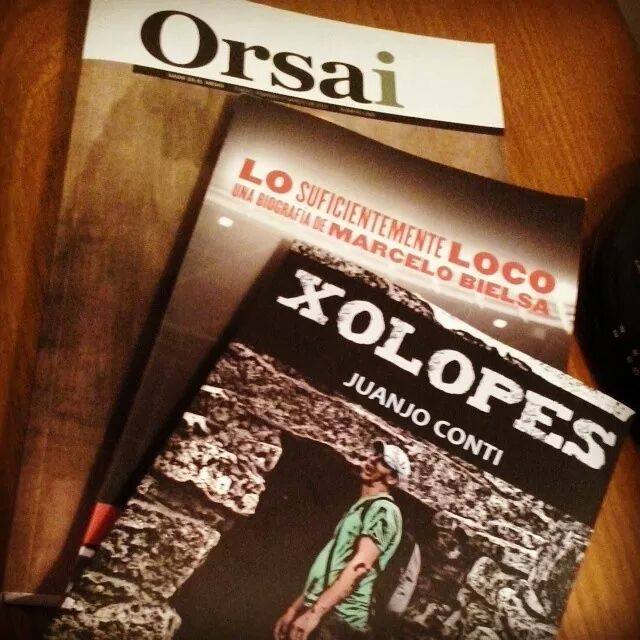 Orsai
LO SUFICIENTEMENTE LOCO
UNA BIOGRAFÍA DE MARCELO BIELSA
XOLOPES
JUANJO CONTI